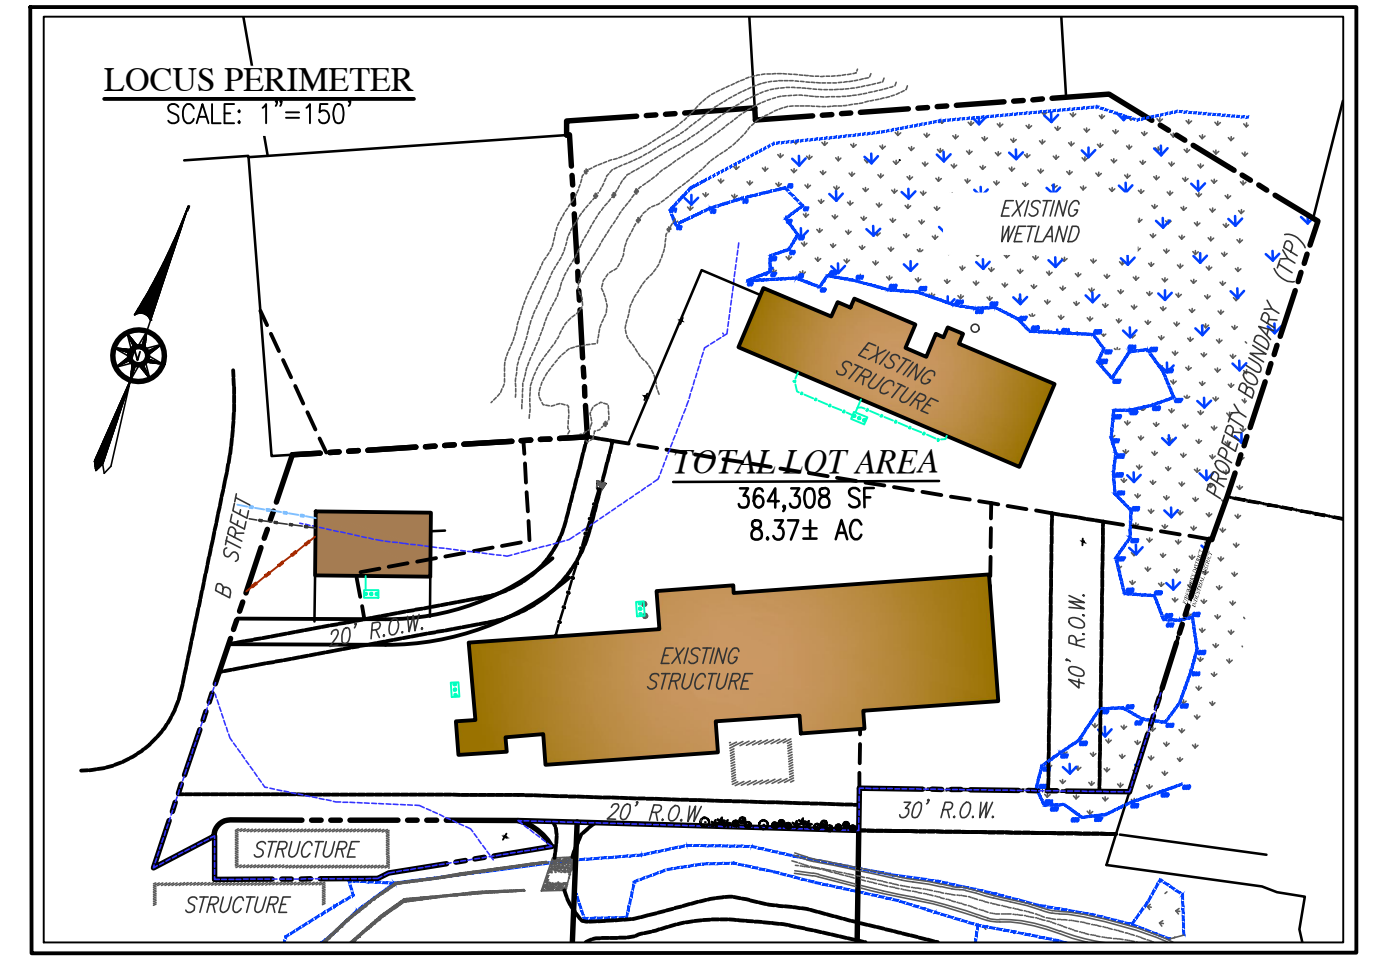 LOCUS PERIMETER
SCALE: 1"=150'
EXISTING
WETLAND
PROPERTY BOUNDARY (TYP)
N
EXISTING
STRUCTURE
TOTAL LOT AREA
364,308 SF
8.37± AC
B STREET
20' R.O.W.
EXISTING
STRUCTURE
40' R.O.W.
20' R.O.W.
30' R.O.W.
STRUCTURE
STRUCTURE